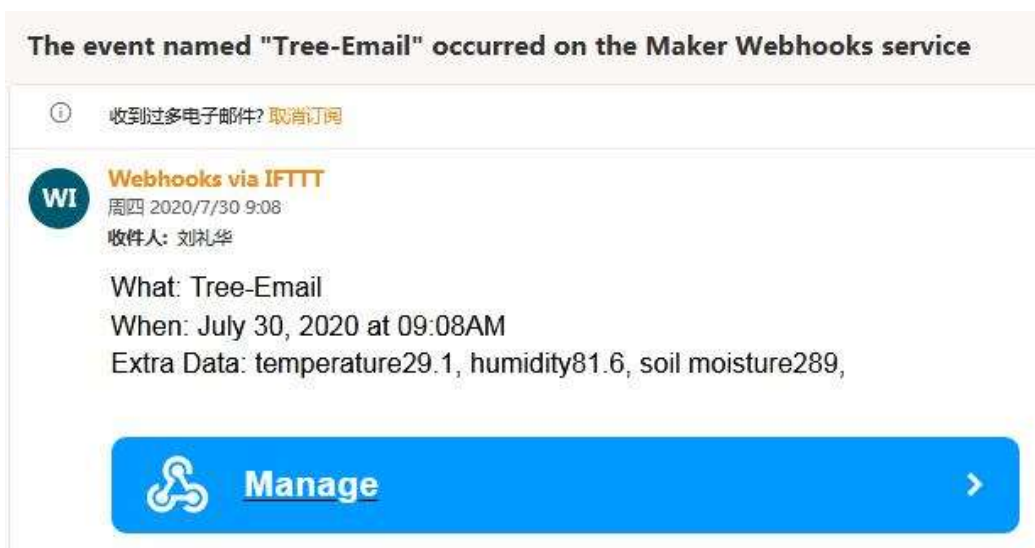 The event named "Tree-Email" occurred on the Maker Webhooks service
收到过多电子邮件? 取消订阅
WI
Webhooks via IFTTT
周四 2020/7/30 9:08
收件人: 刘礼华
What: Tree-Email
When: July 30, 2020 at 09:08AM
Extra Data: temperature29.1, humidity81.6, soil moisture289,
Manage